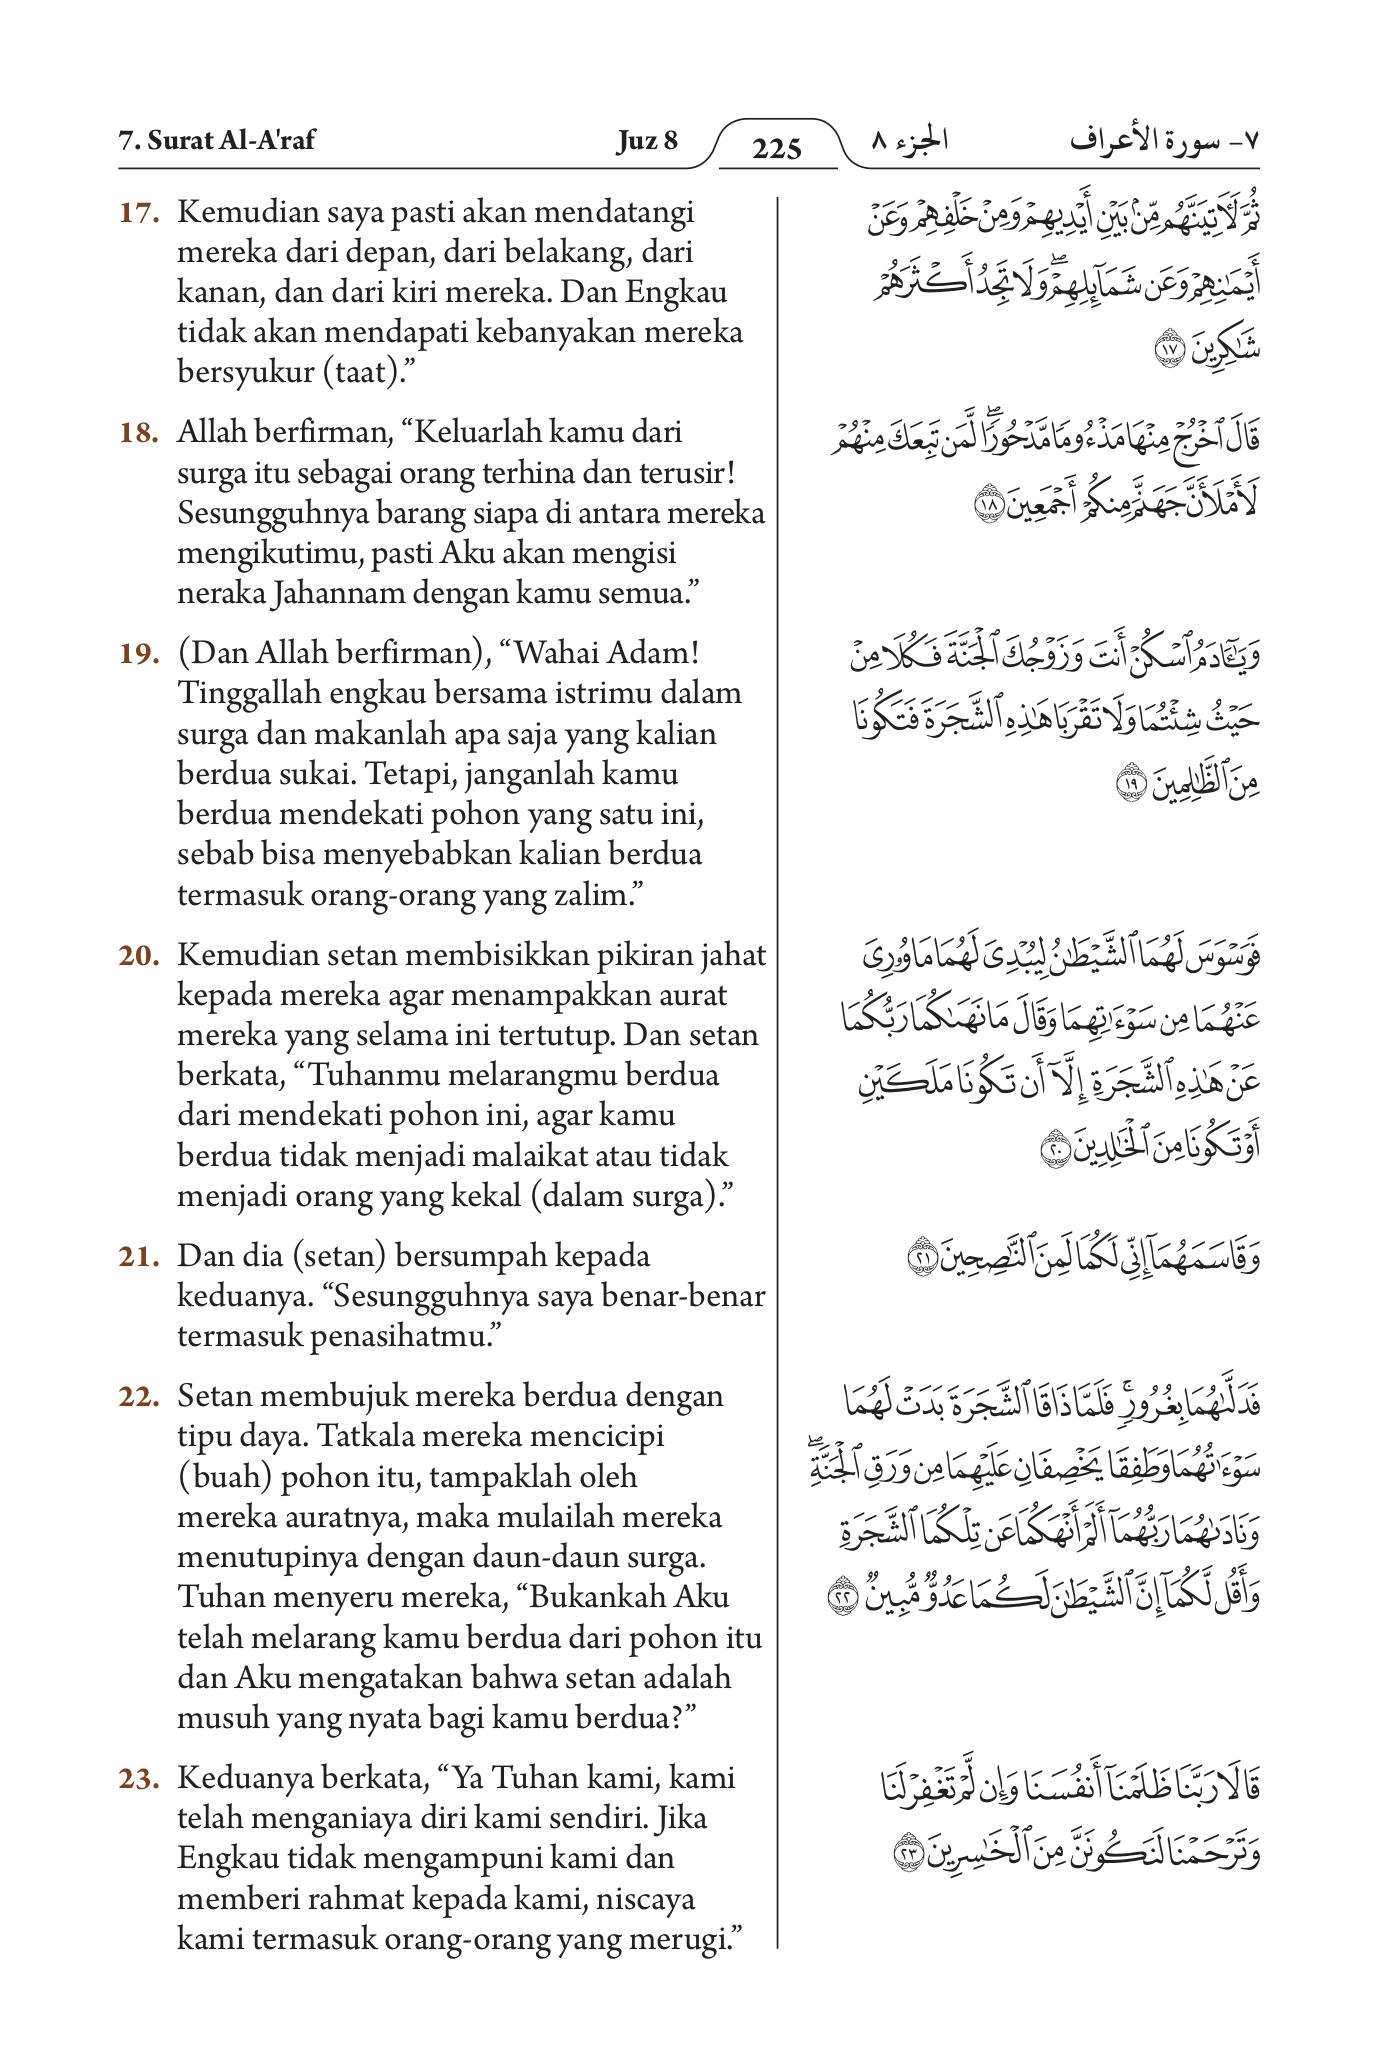 7. Surat Al-A'raf
Juz 8
225
الجزء ٨
٧- سورة الأعراف
17. Kemudian saya pasti akan mendatangi
mereka dari depan, dari belakang, dari
kanan, dan dari kiri mereka. Dan Engkau
tidak akan mendapati kebanyakan mereka
bersyukur (taat).”
18. Allah berfirman, “Keluarlah kamu dari
surga itu sebagai orang terhina dan terusir!
Sesungguhnya barang siapa di antara mereka
mengikutimu, pasti Aku akan mengisi
neraka Jahannam dengan kamu semua.”
19. (Dan Allah berfirman), “Wahai Adam!
Tinggallah engkau bersama istrimu dalam
surga dan makanlah apa saja yang kalian
berdua sukai. Tetapi, janganlah kamu
berdua mendekati pohon yang satu ini,
sebab bisa menyebabkan kalian berdua
termasuk orang-orang yang zalim.”
20. Kemudian setan membisikkan pikiran jahat
kepada mereka agar menampakkan aurat
mereka yang selama ini tertutup. Dan setan
berkata, “Tuhanmu melarangmu berdua
dari mendekati pohon ini, agar kamu
berdua tidak menjadi malaikat atau tidak
menjadi orang yang kekal (dalam surga).”
21. Dan dia (setan) bersumpah kepada
keduanya. “Sesungguhnya saya benar-benar
termasuk penasihatmu.”
22. Setan membujuk mereka berdua dengan
tipu daya. Tatkala mereka mencicipi
(buah) pohon itu, tampaklah oleh
mereka auratnya, maka mulailah mereka
menutupinya dengan daun-daun surga.
Tuhan menyeru mereka, “Bukankah Aku
telah melarang kamu berdua dari pohon itu
dan Aku mengatakan bahwa setan adalah
musuh yang nyata bagi kamu berdua?”
23. Keduanya berkata, “Ya Tuhan kami, kami
telah menganiaya diri kami sendiri. Jika
Engkau tidak mengampuni kami dan
memberi rahmat kepada kami, niscaya
kami termasuk orang-orang yang merugi.”
ثُمَّ لَأٓتِيَنَّهُم مِّنۢ بَيۡنِ أَيۡدِيهِمۡ وَمِنۡ خَلۡفِهِمۡ وَعَنۡ
أَيۡمَٰنِهِمۡ وَعَن شَمَآئِلِهِمۡۖ وَلَا تَجِدُ أَكۡثَرَهُمۡ
شَٰكِرِينَ ١٧
قَالَ ٱخۡرُجۡ مِنۡهَا مَذۡءُومٗا مَّدۡحُورٗاۖ لَّمَن تَبِعَكَ مِنۡهُمۡ
لَأَمۡلَأَنَّ جَهَنَّمَ مِنكُمۡ أَجۡمَعِينَ ١٨
وَيَٰٓـَٔادَمُ ٱسۡكُنۡ أَنتَ وَزَوۡجُكَ ٱلۡجَنَّةَ فَكُلَا مِنۡ
حَيۡثُ شِئۡتُمَا وَلَا تَقۡرَبَا هَٰذِهِ ٱلشَّجَرَةَ فَتَكُونَا
مِنَ ٱلظَّٰلِمِينَ ١٩
فَوَسۡوَسَ لَهُمَا ٱلشَّيۡطَٰنُ لِيُبۡدِيَ لَهُمَا مَا وُۥرِيَ
عَنۡهُمَا مِن سَوۡءَٰتِهِمَا وَقَالَ مَا نَهَىٰكُمَا رَبُّكُمَا
عَنۡ هَٰذِهِ ٱلشَّجَرَةِ إِلَّآ أَن تَكُونَا مَلَكَيۡنِ
أَوۡ تَكُونَا مِنَ ٱلۡخَٰلِدِينَ ٢٠
وَقَاسَمَهُمَآ إِنِّي لَكُمَا لَمِنَ ٱلنَّٰصِحِينَ ٢١
فَدَلَّىٰهُمَا بِغُرُورٖۚ فَلَمَّا ذَاقَا ٱلشَّجَرَةَ بَدَتۡ لَهُمَا
سَوۡءَٰتُهُمَا وَطَفِقَا يَخۡصِفَانِ عَلَيۡهِمَا مِن وَرَقِ ٱلۡجَنَّةِۖ
وَنَادَىٰهُمَا رَبُّهُمَآ أَلَمۡ أَنۡهَكُمَا عَن تِلۡكُمَا ٱلشَّجَرَةِ
وَأَقُل لَّكُمَآ إِنَّ ٱلشَّيۡطَٰنَ لَكُمَا عَدُوّٞ مُّبِينٞ ٢٢
قَالَا رَبَّنَا ظَلَمۡنَآ أَنفُسَنَا وَإِن لَّمۡ تَغۡفِرۡ لَنَا
وَتَرۡحَمۡنَا لَنَكُونَنَّ مِنَ ٱلۡخَٰسِرِينَ ٢٣